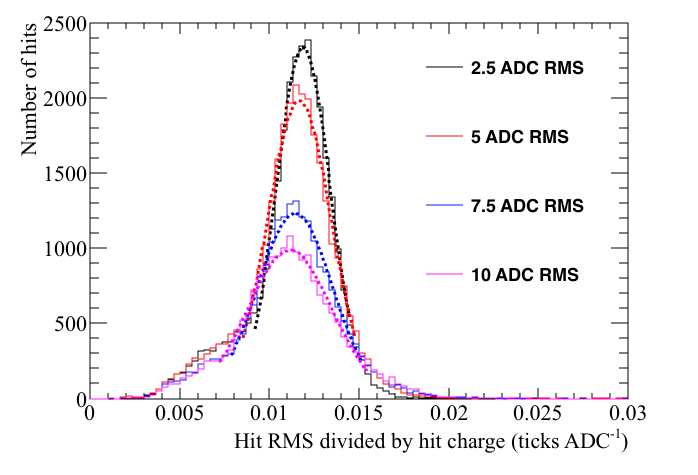 2500
2000
1500
1000
500
0
Number of hits
2.5 ADC RMS
5 ADC RMS
7.5 ADC RMS
10 ADC RMS
0 0.005 0.01 0.015 0.02 0.025 0.03
Hit RMS divided by hit charge (ticks ADC⁻¹)